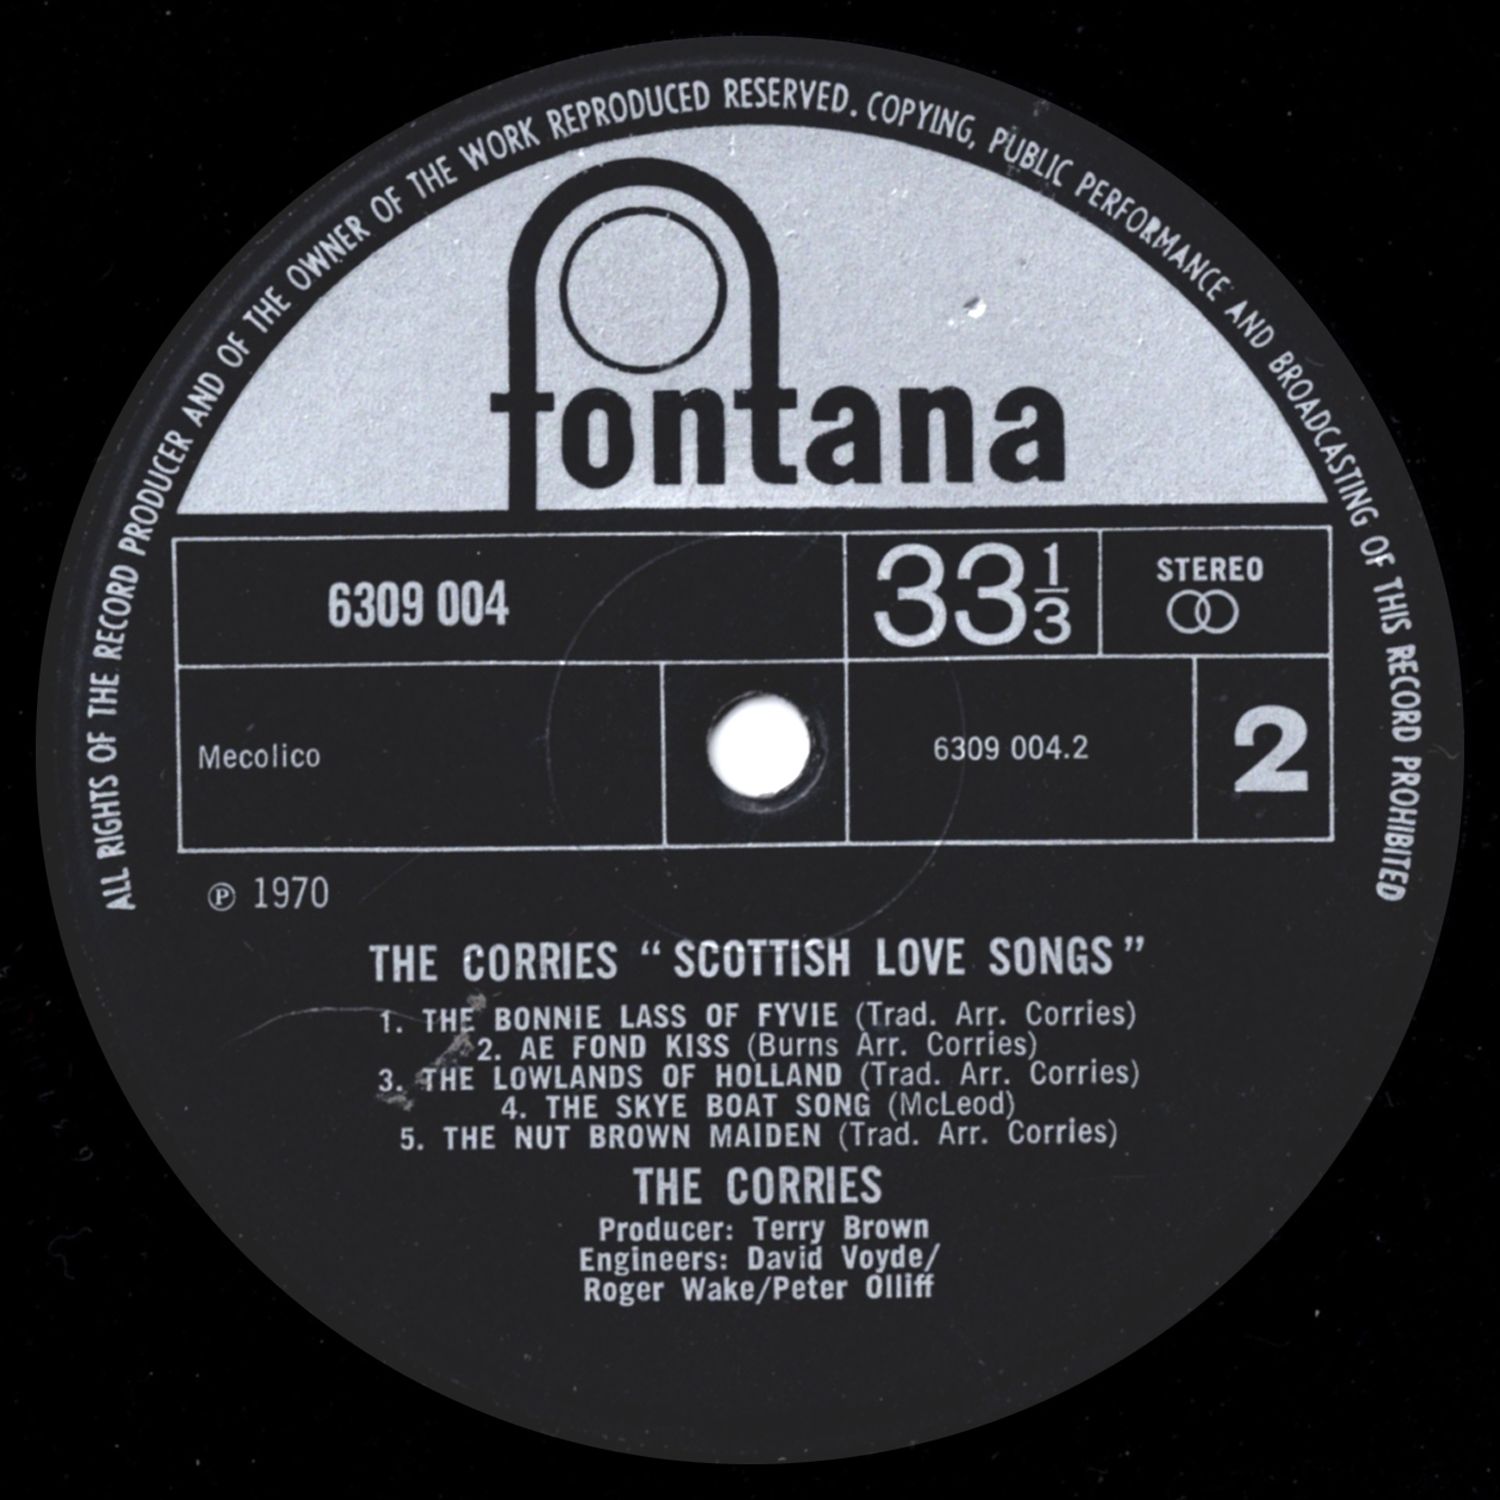 ALL RIGHTS OF THE RECORD PRODUCER AND OF THE OWNER OF THE WORK REPRODUCED RESERVED. COPYING, PUBLIC PERFORMANCE AND BROADCASTING OF THIS RECORD PROHIBITED
fontana
6309 004
33 1/3
STEREO
Mecolico
6309 004.2
2
℗ 1970
THE CORRIES “SCOTTISH LOVE SONGS”
1. THE BONNIE LASS OF FYVIE (Trad. Arr. Corries)
2. AE FOND KISS (Burns Arr. Corries)
3. THE LOWLANDS OF HOLLAND (Trad. Arr. Corries)
4. THE SKYE BOAT SONG (McLeod)
5. THE NUT BROWN MAIDEN (Trad. Arr. Corries)
THE CORRIES
Producer: Terry Brown
Engineers: David Voyde/
Roger Wake/Peter Olliff